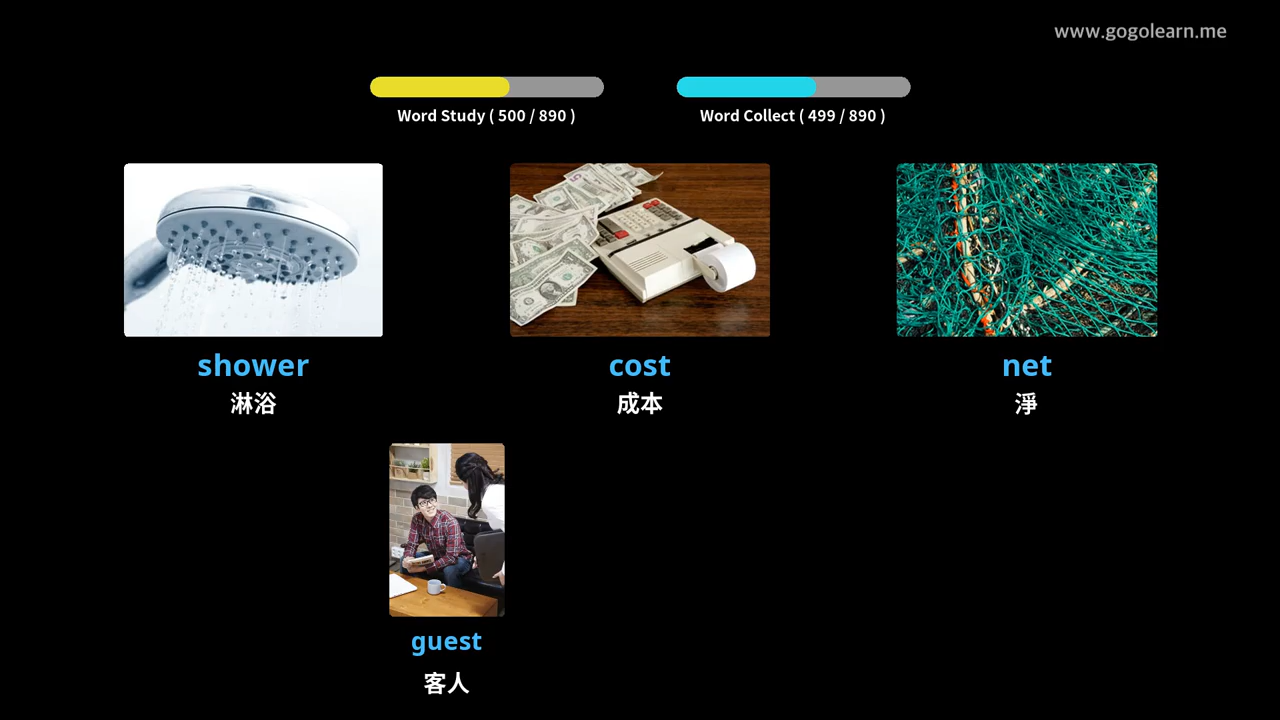 www.gogolearn.me
Word Study ( 500 / 890 )
Word Collect ( 499 / 890 )
shower
淋浴
cost
成本
net
淨
guest
客人